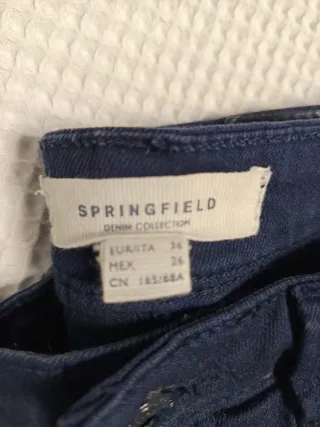 SPRINGFIELD
DENIM COLLECTION
EUR/ITA 36
MEX 26
CN 165/68A